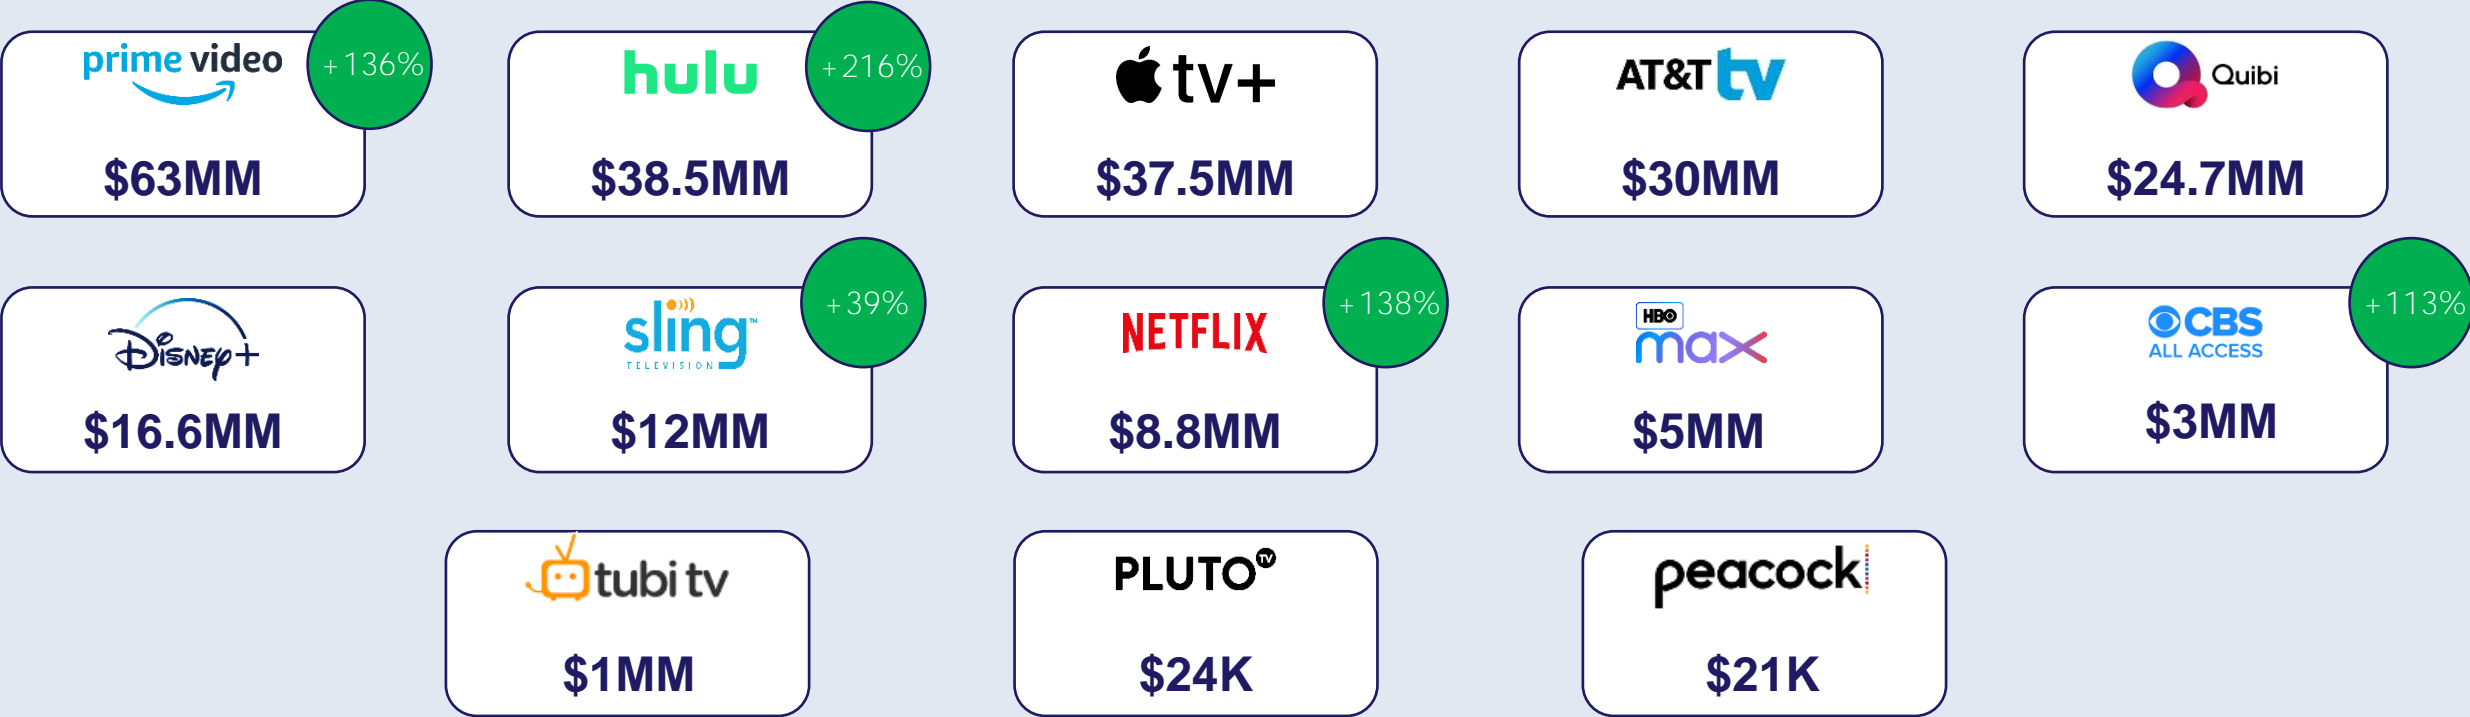 prime video
+136%
$63MM
hulu
+216%
$38.5MM
tv+
$37.5MM
AT&T tv
$30MM
Quibi
$24.7MM
Disney+
$16.6MM
sling™
TELEVISION
+39%
$12MM
NETFLIX
+138%
$8.8MM
HBO
max
$5MM
CBS
ALL ACCESS
+113%
$3MM
tubi tv
$1MM
PLUTO TV
$24K
peacock
$21K